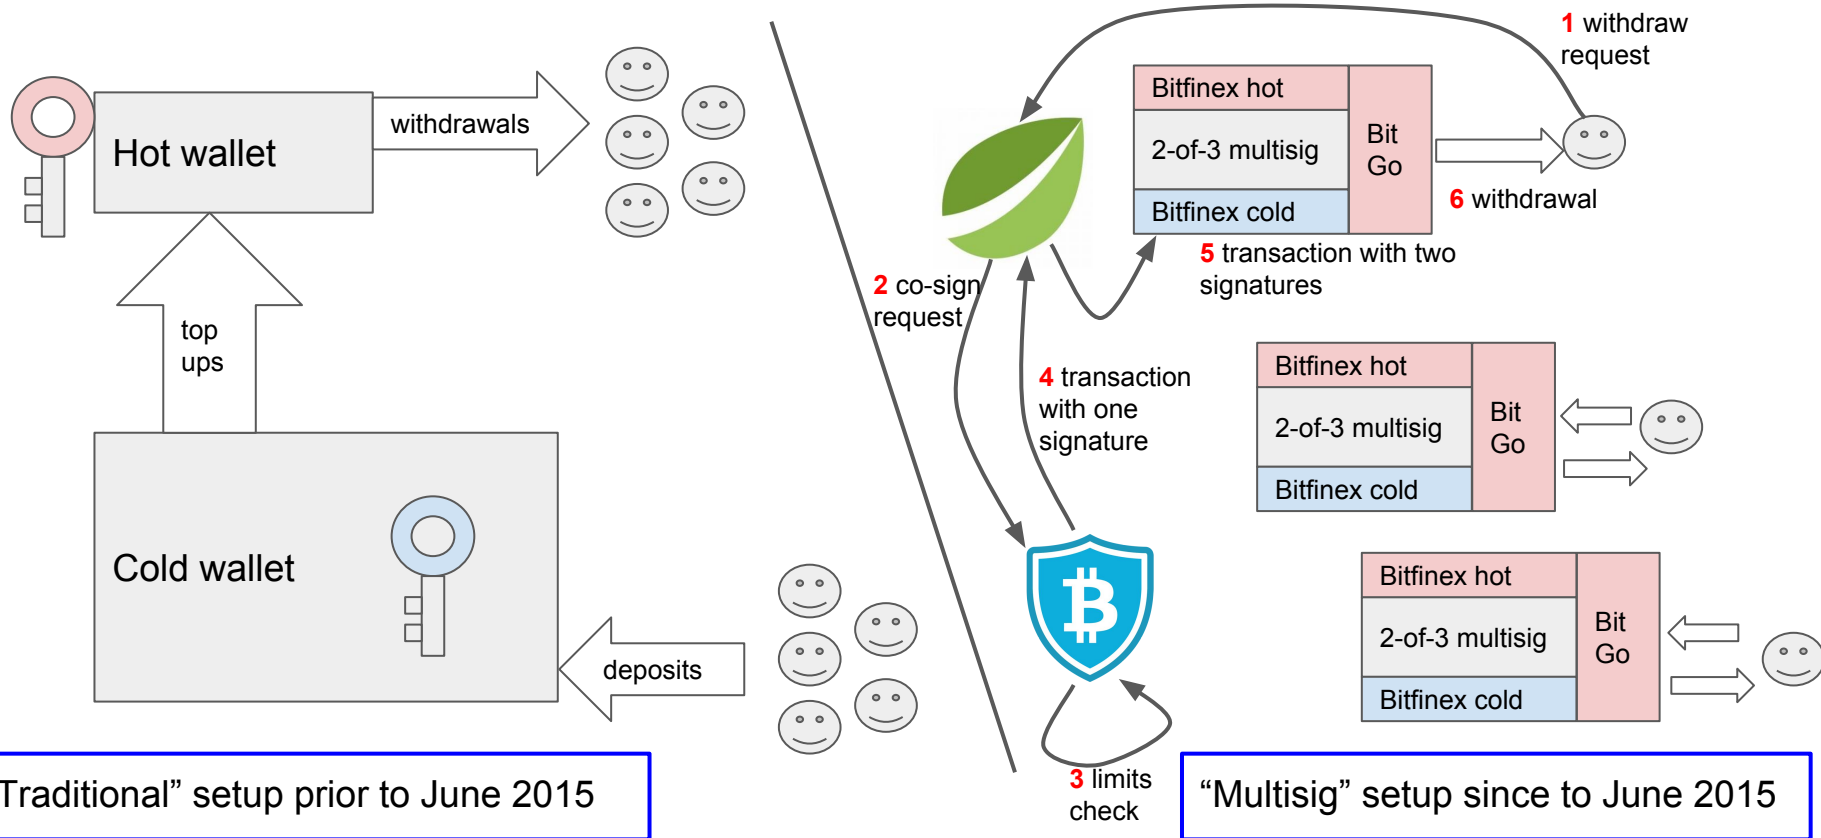 Hot wallet
withdrawals
top
ups
Cold wallet
deposits
Traditional” setup prior to June 2015
1 withdraw
request
Bitfinex hot
2-of-3 multisig
Bitfinex cold
Bit
Go
6 withdrawal
5 transaction with two
signatures
2 co-sign
request
4 transaction
with one
signature
3 limits
check
Bitfinex hot
2-of-3 multisig
Bitfinex cold
Bit
Go
Bitfinex hot
2-of-3 multisig
Bitfinex cold
Bit
Go
“Multisig” setup since to June 2015